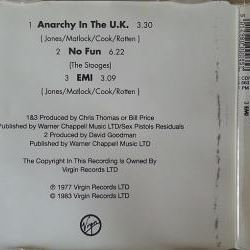 1 Anarchy In The U.K. 3.30
(Jones/Matlock/Cook/Rotten)
2 No Fun 6.22
(The Stooges)
3 EMI 3.09
(Jones/Matlock/Cook/Rotten)
1&3 Produced by Chris Thomas or Bill Price
Published by Warner Chappell Music LTD/Sex Pistols Residuals
2 Produced by David Goodman
Published by Warner Chappell Music LTD
The Copyright In This Recording Is Owned By
Virgin Records LTD
℗ 1977 Virgin Records LTD
© 1983 Virgin Records LTD
Virgin